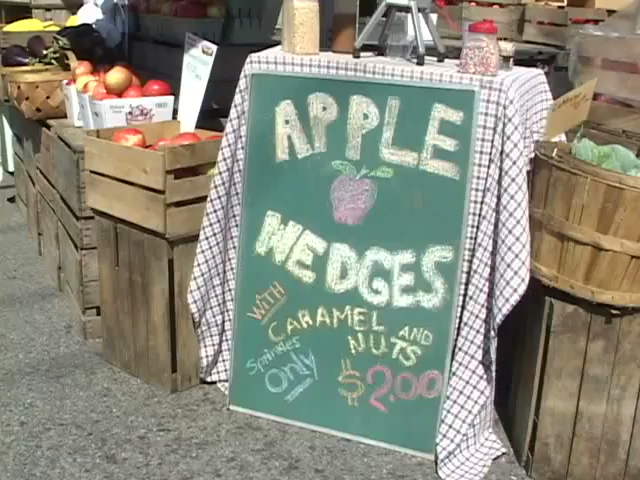 APPLE
WEDGES
WITH
CARAMEL AND
NUTS
Sprinkles
Only
$2.00